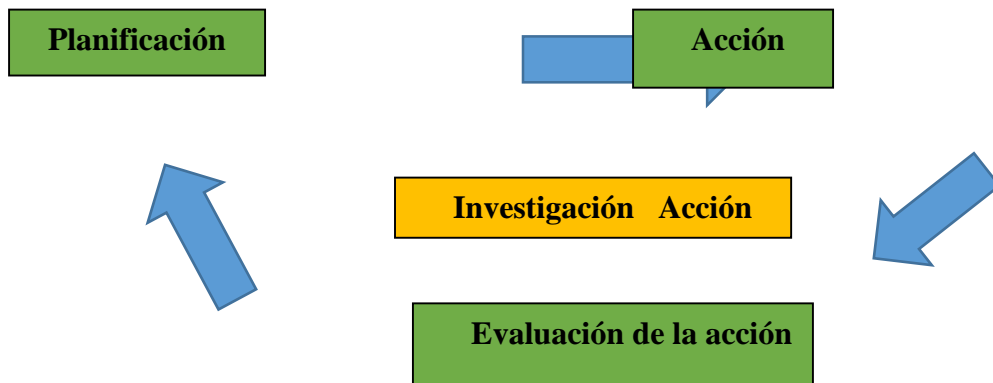 Planificación
Acción
Investigación Acción
Evaluación de la acción